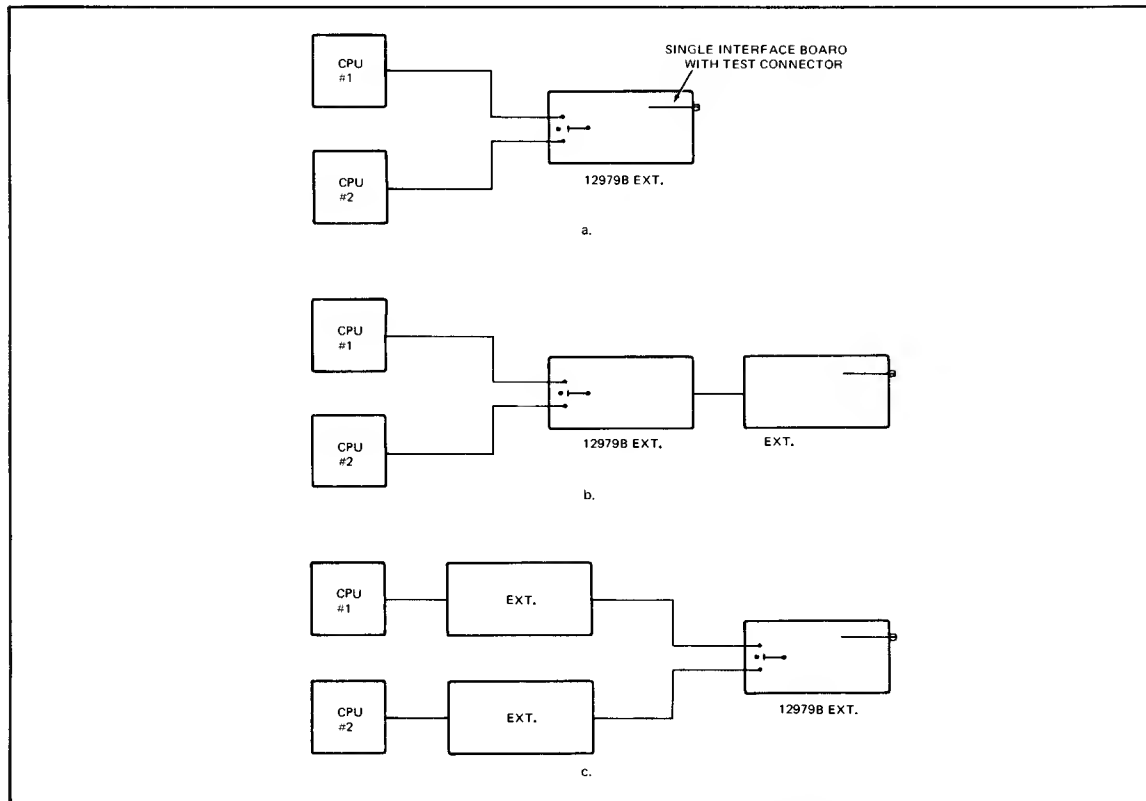 SINGLE INTERFACE BOARD
WITH TEST CONNECTOR
CPU
#1
CPU
#2
12979B EXT.
a.
CPU
#1
CPU
#2
12979B EXT.
EXT.
b.
CPU
#1
EXT.
CPU
#2
EXT.
12979B EXT.
c.